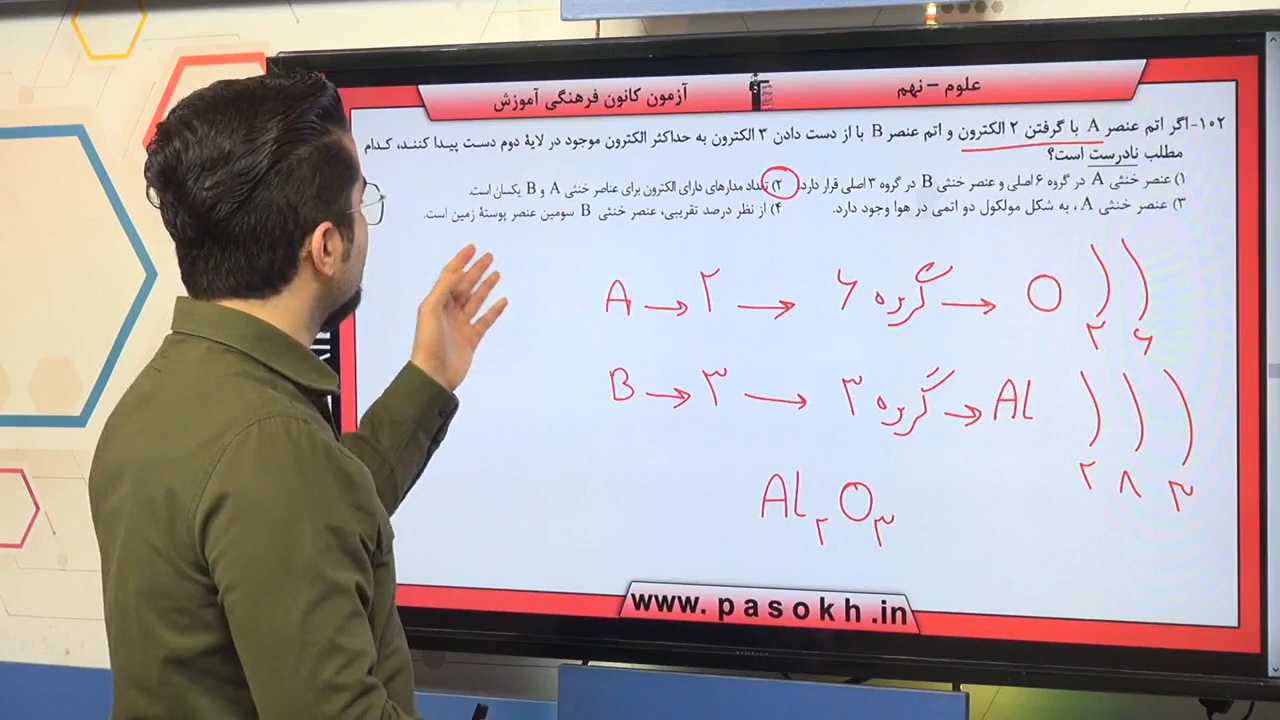 علوم – نهم
آزمون کانون فرهنگی آموزش
۱۰۲-اگر اتم عنصر A با گرفتن ۲ الکترون و اتم عنصر B با از دست دادن ۳ الکترون به حداکثر الکترون موجود در لایهٔ دوم دست پیدا کنند، کدام
مطلب نادرست است؟
۱) عنصر خنثی A در گروه ۶ اصلی و عنصر خنثی B در گروه ۳ اصلی قرار دارد.
۲) تعداد مدارهای دارای الکترون برای عناصر خنثی A و B یکسان است.
۳) عنصر خنثی A ، به شکل مولکول دو اتمی در هوا وجود دارد.
۴) از نظر درصد تقریبی، عنصر خنثی B سومین عنصر پوستهٔ زمین است.
A → ۲ → گروه ۶ → O ) )
۲ ۶
B → ۳ → گروه ۳ → Al ) ) )
۲ ۸ ۳
Al۲O۳
www.pasokh.in